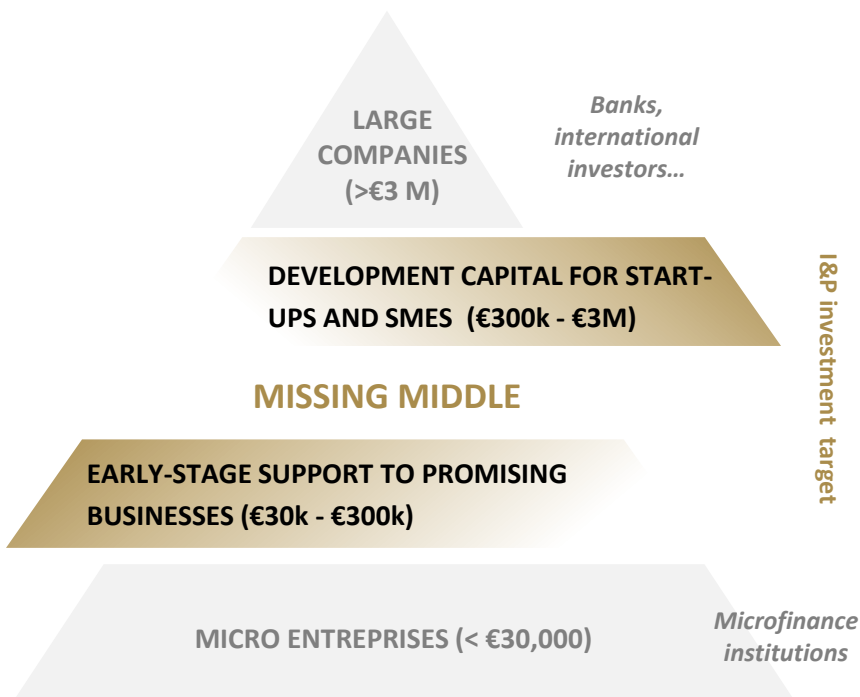 LARGE
COMPANIES
(>€3 M)
Banks,
international
investors…
DEVELOPMENT CAPITAL FOR START-
UPS AND SMES (€300k - €3M)
I&P investment target
MISSING MIDDLE
EARLY-STAGE SUPPORT TO PROMISING
BUSINESSES (€30k - €300k)
MICRO ENTREPRISES (< €30,000)
Microfinance
institutions